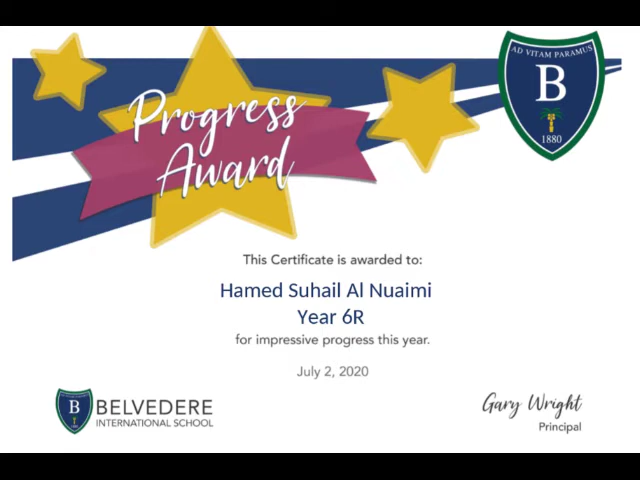 Progress
Award
AD VITAM PARAMUS
B
1880
This Certificate is awarded to:
Hamed Suhail Al Nuaimi
Year 6R
for impressive progress this year.
July 2, 2020
B
BELVEDERE
INTERNATIONAL SCHOOL
Gary Wright
Principal